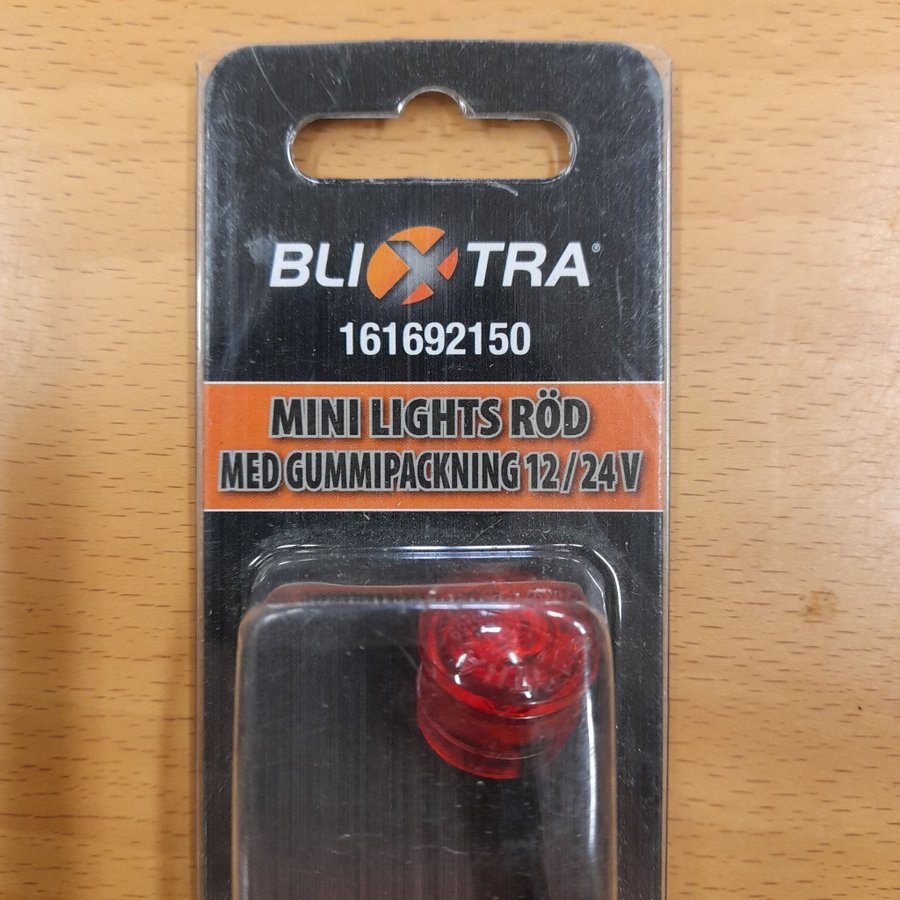 BLIXTRA®
161692150
MINI LIGHTS RÖD
MED GUMMIPACKNING 12/24V